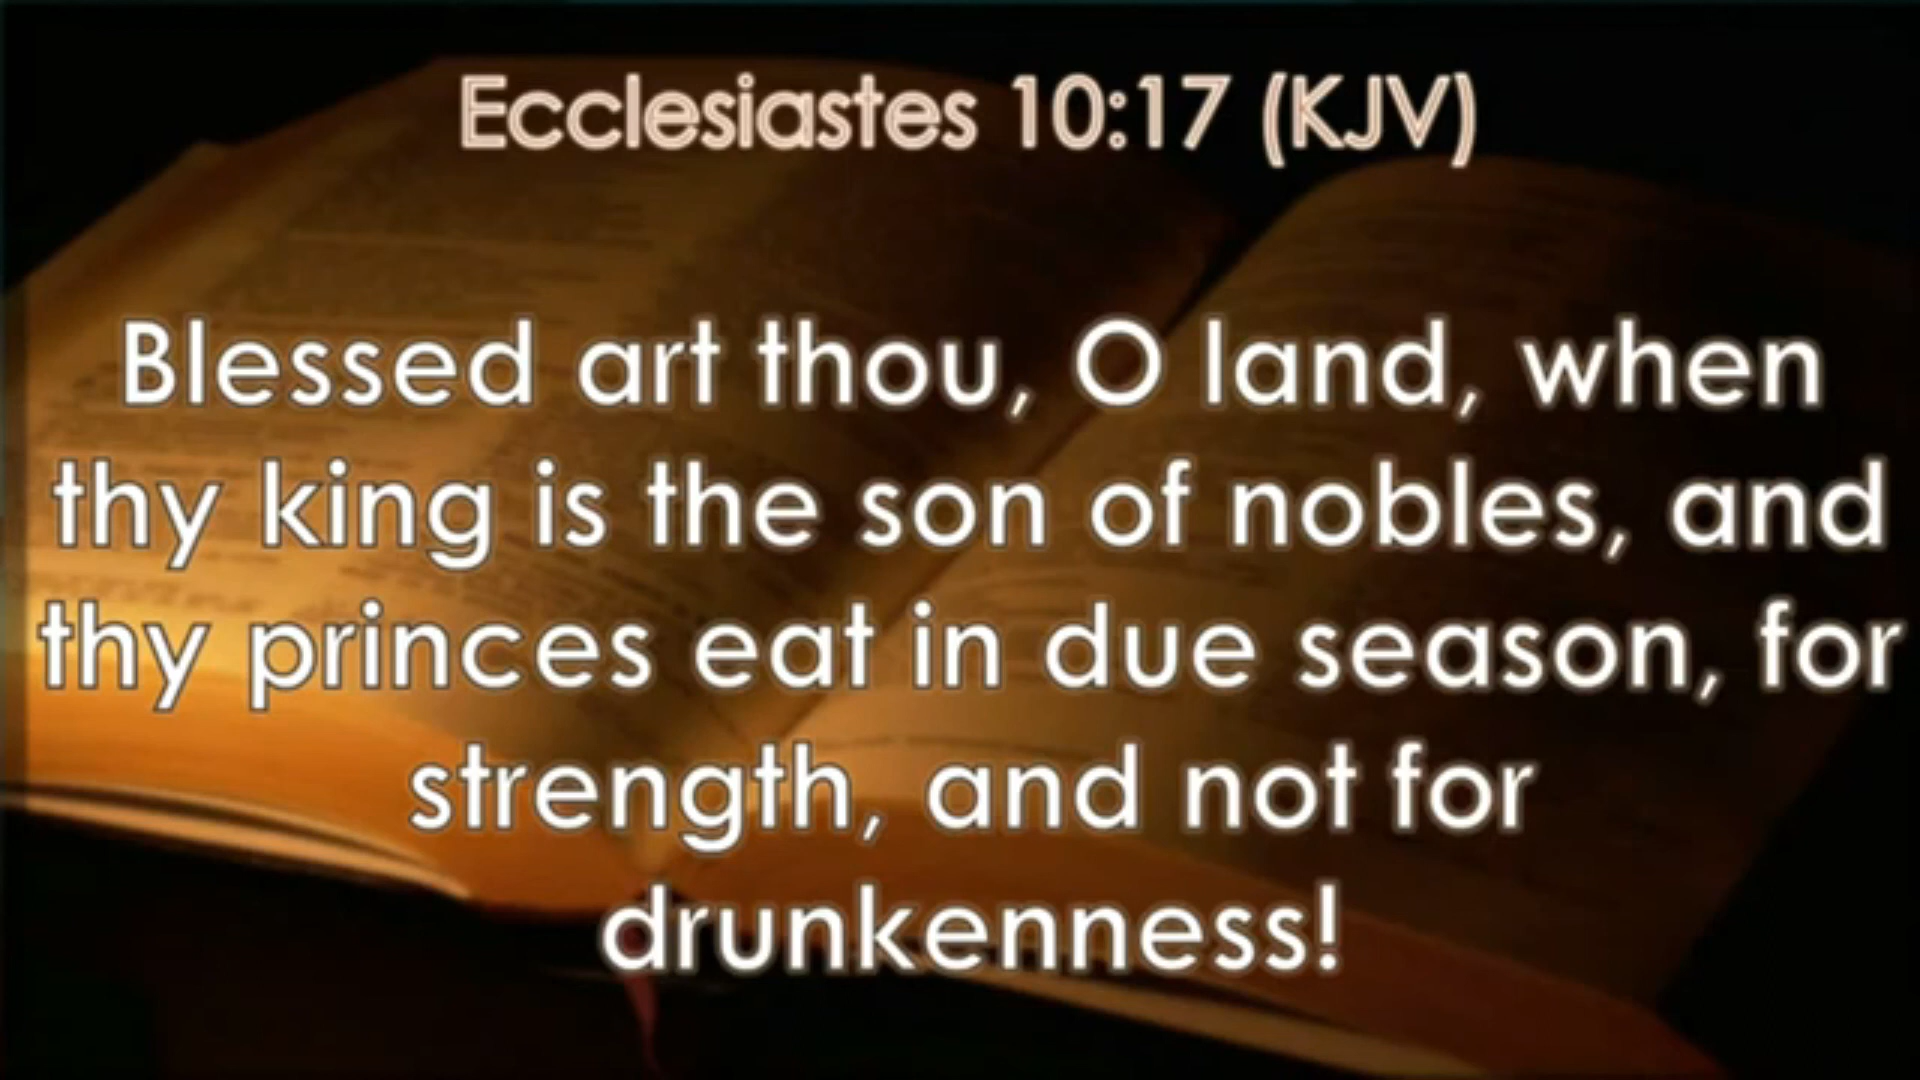 Ecclesiastes 10:17 (KJV)
Blessed art thou, O land, when
thy king is the son of nobles, and
thy princes eat in due season, for
strength, and not for
drunkenness!